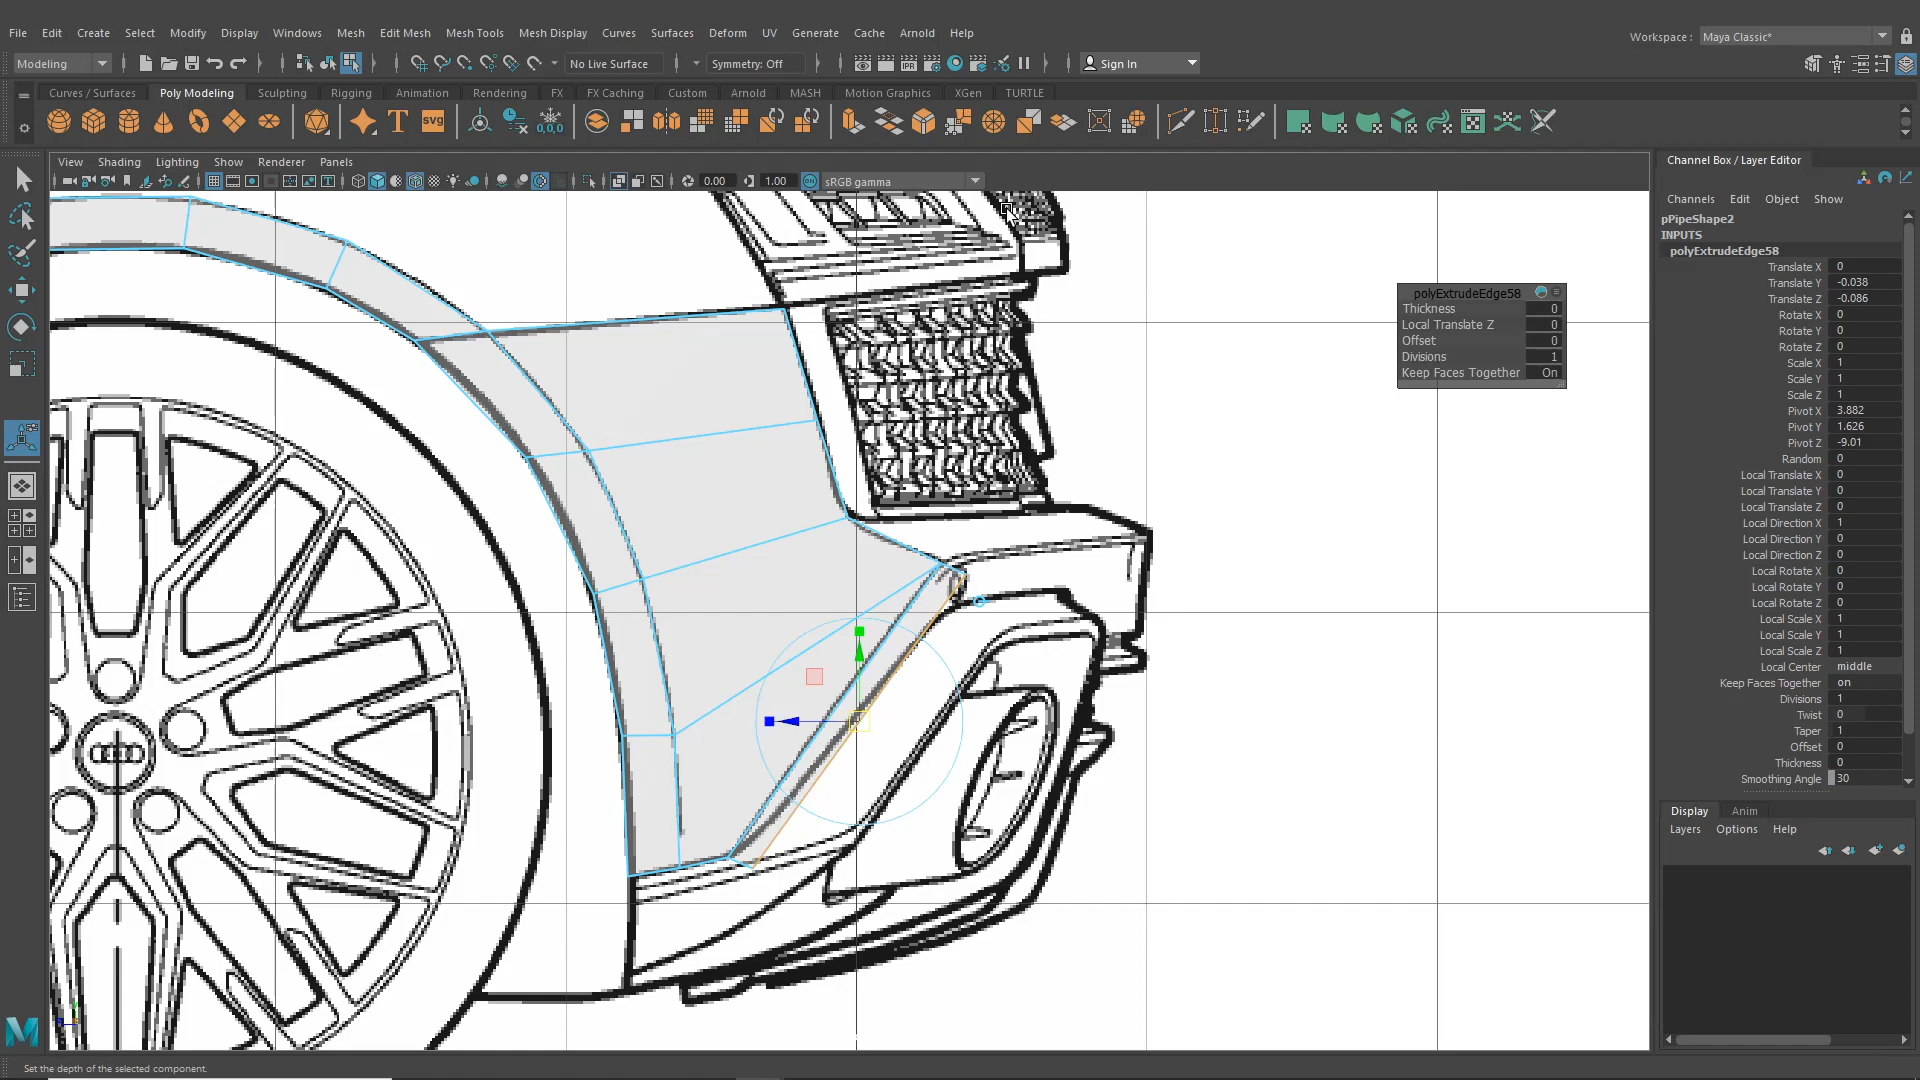 File Edit Create Select Modify Display Windows Mesh Edit Mesh Mesh Tools Mesh Display Curves Surfaces Deform UV Generate Cache Arnold Help
Workspace : Maya Classic*
Modeling No Live Surface Symmetry: Off Sign In
Curves / Surfaces Poly Modeling Sculpting Rigging Animation Rendering FX FX Caching Custom Arnold MASH Motion Graphics XGen TURTLE
T svg 0,0,0
View Shading Lighting Show Renderer Panels
0.00 1.00 sRGB gamma
polyExtrudeEdge58
Thickness 0
Local Translate Z 0
Offset 0
Divisions 1
Keep Faces Together On
Channel Box / Layer Editor
Channels Edit Object Show
pPipeShape2
INPUTS
polyExtrudeEdge58
Translate X 0
Translate Y -0.038
Translate Z -0.086
Rotate X 0
Rotate Y 0
Rotate Z 0
Scale X 1
Scale Y 1
Scale Z 1
Pivot X 3.882
Pivot Y 1.626
Pivot Z -9.01
Random 0
Local Translate X 0
Local Translate Y 0
Local Translate Z 0
Local Direction X 1
Local Direction Y 0
Local Direction Z 0
Local Rotate X 0
Local Rotate Y 0
Local Rotate Z 0
Local Scale X 1
Local Scale Y 1
Local Scale Z 1
Local Center middle
Keep Faces Together on
Divisions 1
Twist 0
Taper 1
Offset 0
Thickness 0
Smoothing Angle 30
Display Anim
Layers Options Help
Set the depth of the selected component.